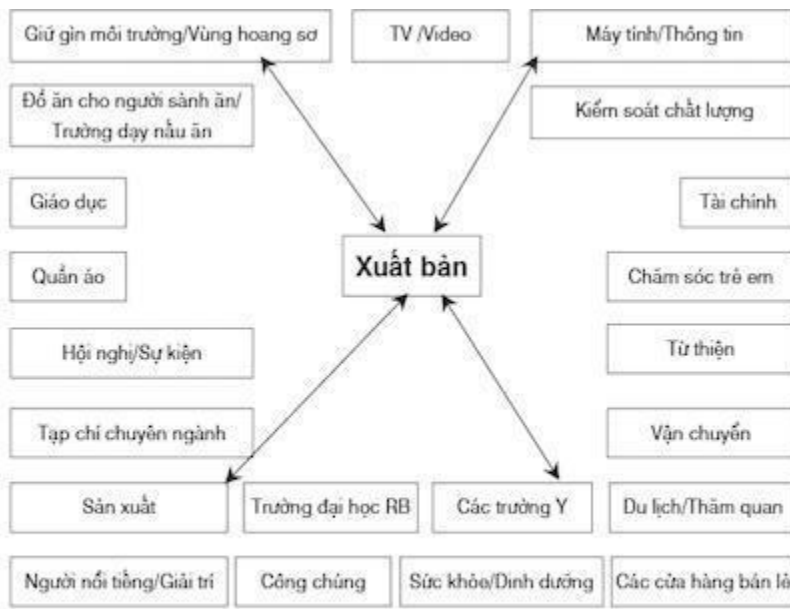 Giữ gìn môi trường/Vùng hoang sơ
TV /Video
Máy tính/Thông tin
Đồ ăn cho người sành ăn/
Trường dạy nấu ăn
Kiểm soát chất lượng
Giáo dục
Tài chính
Xuất bản
Quần áo
Chăm sóc trẻ em
Hội nghị/Sự kiện
Từ thiện
Tạp chí chuyên ngành
Vận chuyển
Sản xuất
Trường đại học RB
Các trường Y
Du lịch/Thăm quan
Người nổi tiếng/Giải trí
Công chúng
Sức khỏe/Dinh dưỡng
Các cửa hàng bán lẻ